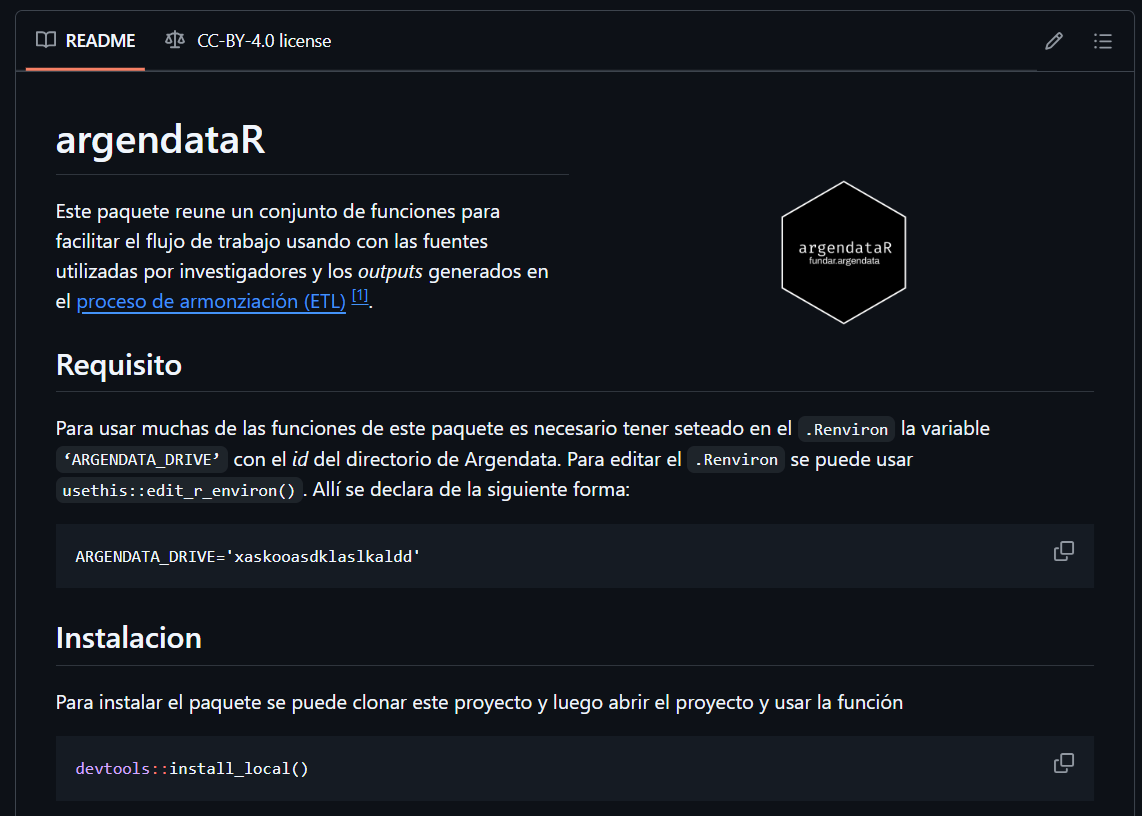 README
CC-BY-4.0 license
argendataR
Este paquete reune un conjunto de funciones para
facilitar el flujo de trabajo usando con las fuentes
utilizadas por investigadores y los outputs generados en
el proceso de armonziación (ETL) [1].
argendataR
fundar.argendata
Requisito
Para usar muchas de las funciones de este paquete es necesario tener seteado en el .Renviron la variable
‘ARGENDATA_DRIVE’ con el id del directorio de Argendata. Para editar el .Renviron se puede usar
usethis::edit_r_environ(). Allí se declara de la siguiente forma:
ARGENDATA_DRIVE='xaskooasdklaslkaldd'
Instalacion
Para instalar el paquete se puede clonar este proyecto y luego abrir el proyecto y usar la función
devtools::install_local()